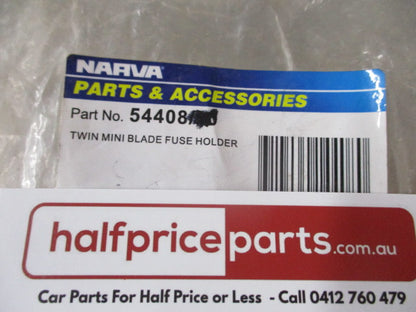 NARVA
PARTS & ACCESSORIES
Part No. 54408
TWIN MINI BLADE FUSE HOLDER
halfpriceparts.com.au
Car Parts For Half Price or Less - Call 0412 760 479